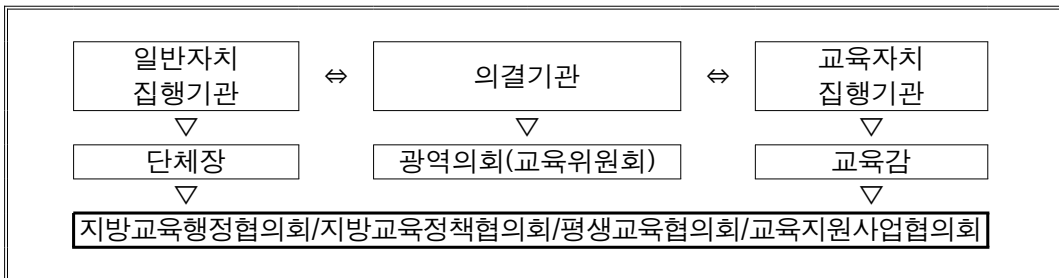 일반자치
집행기관
⇔
의결기관
⇔
교육자치
집행기관
▽ ▽ ▽
단체장 광역의회(교육위원회) 교육감
▽ ▽
지방교육행정협의회/지방교육정책협의회/평생교육협의회/교육지원사업협의회